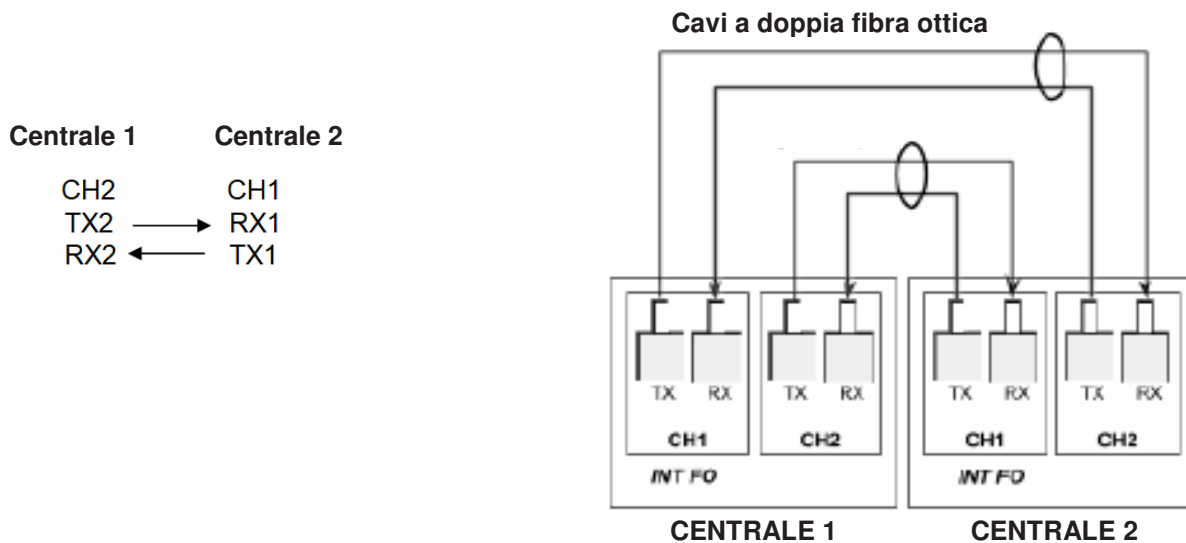 Cavi a doppia fibra ottica
Centrale 1 Centrale 2
CH2 CH1
TX2 RX1
RX2 TX1
TX RX TX RX TX RX TX RX
CH1 CH2 CH1 CH2
INT FO INT FO
CENTRALE 1 CENTRALE 2